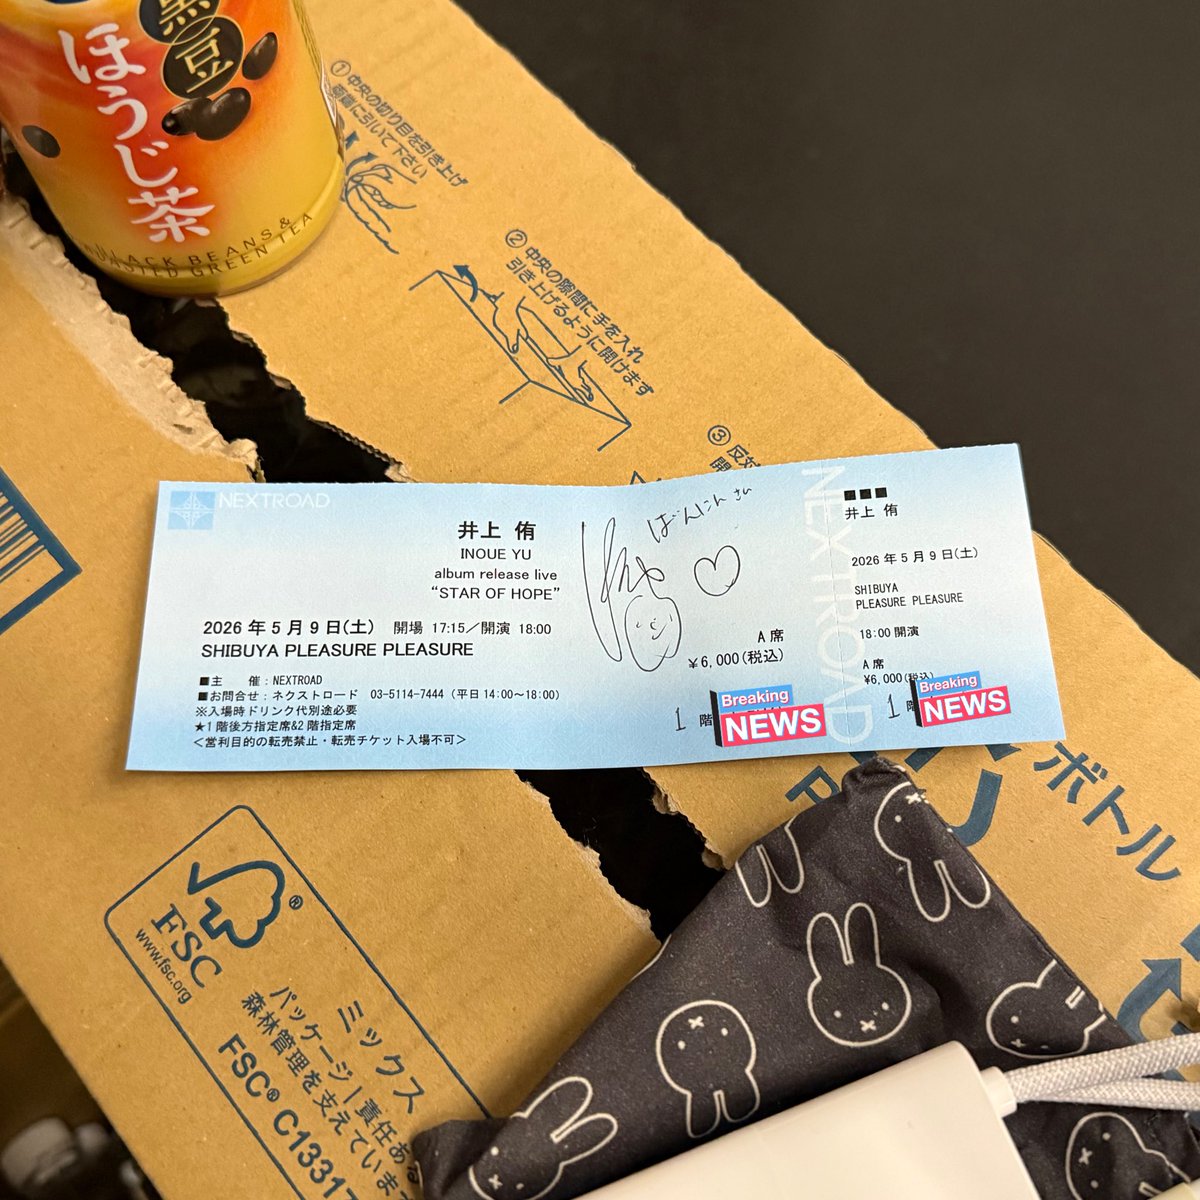 黒豆
ほうじ茶
BLACK BEANS &
ROASTED GREEN TEA
① 中央の切り目を引き上げ
② 中央の隙間に手を入れ
引き上げるように開けます
NEXTROAD
井上 侑
INOUE YU
album release live
“STAR OF HOPE”
2026 年 5 月 9 日(土) 開場 17:15／開演 18:00
SHIBUYA PLEASURE PLEASURE
■主 催：NEXTROAD
■お問合せ：ネクストロード 03-5114-7444（平日 14:00～18:00）
※入場時ドリンク代別途必要
★1 階後方指定席&2 階指定席
＜営利目的の転売禁止・転売チケット入場不可＞
ばんにんさん
A 席
￥6,000(税込)
1 階
Breaking
NEWS
NEXTROAD
■■■
井上 侑
2026 年 5 月 9 日(土)
SHIBUYA
PLEASURE PLEASURE
18:00 開演
A 席
￥6,000(税込)
1
Breaking
NEWS
ボトル
FSC®
www.fsc.org
ミックス
パッケージ｜責任ある
森林管理を支えています
FSC® C13317